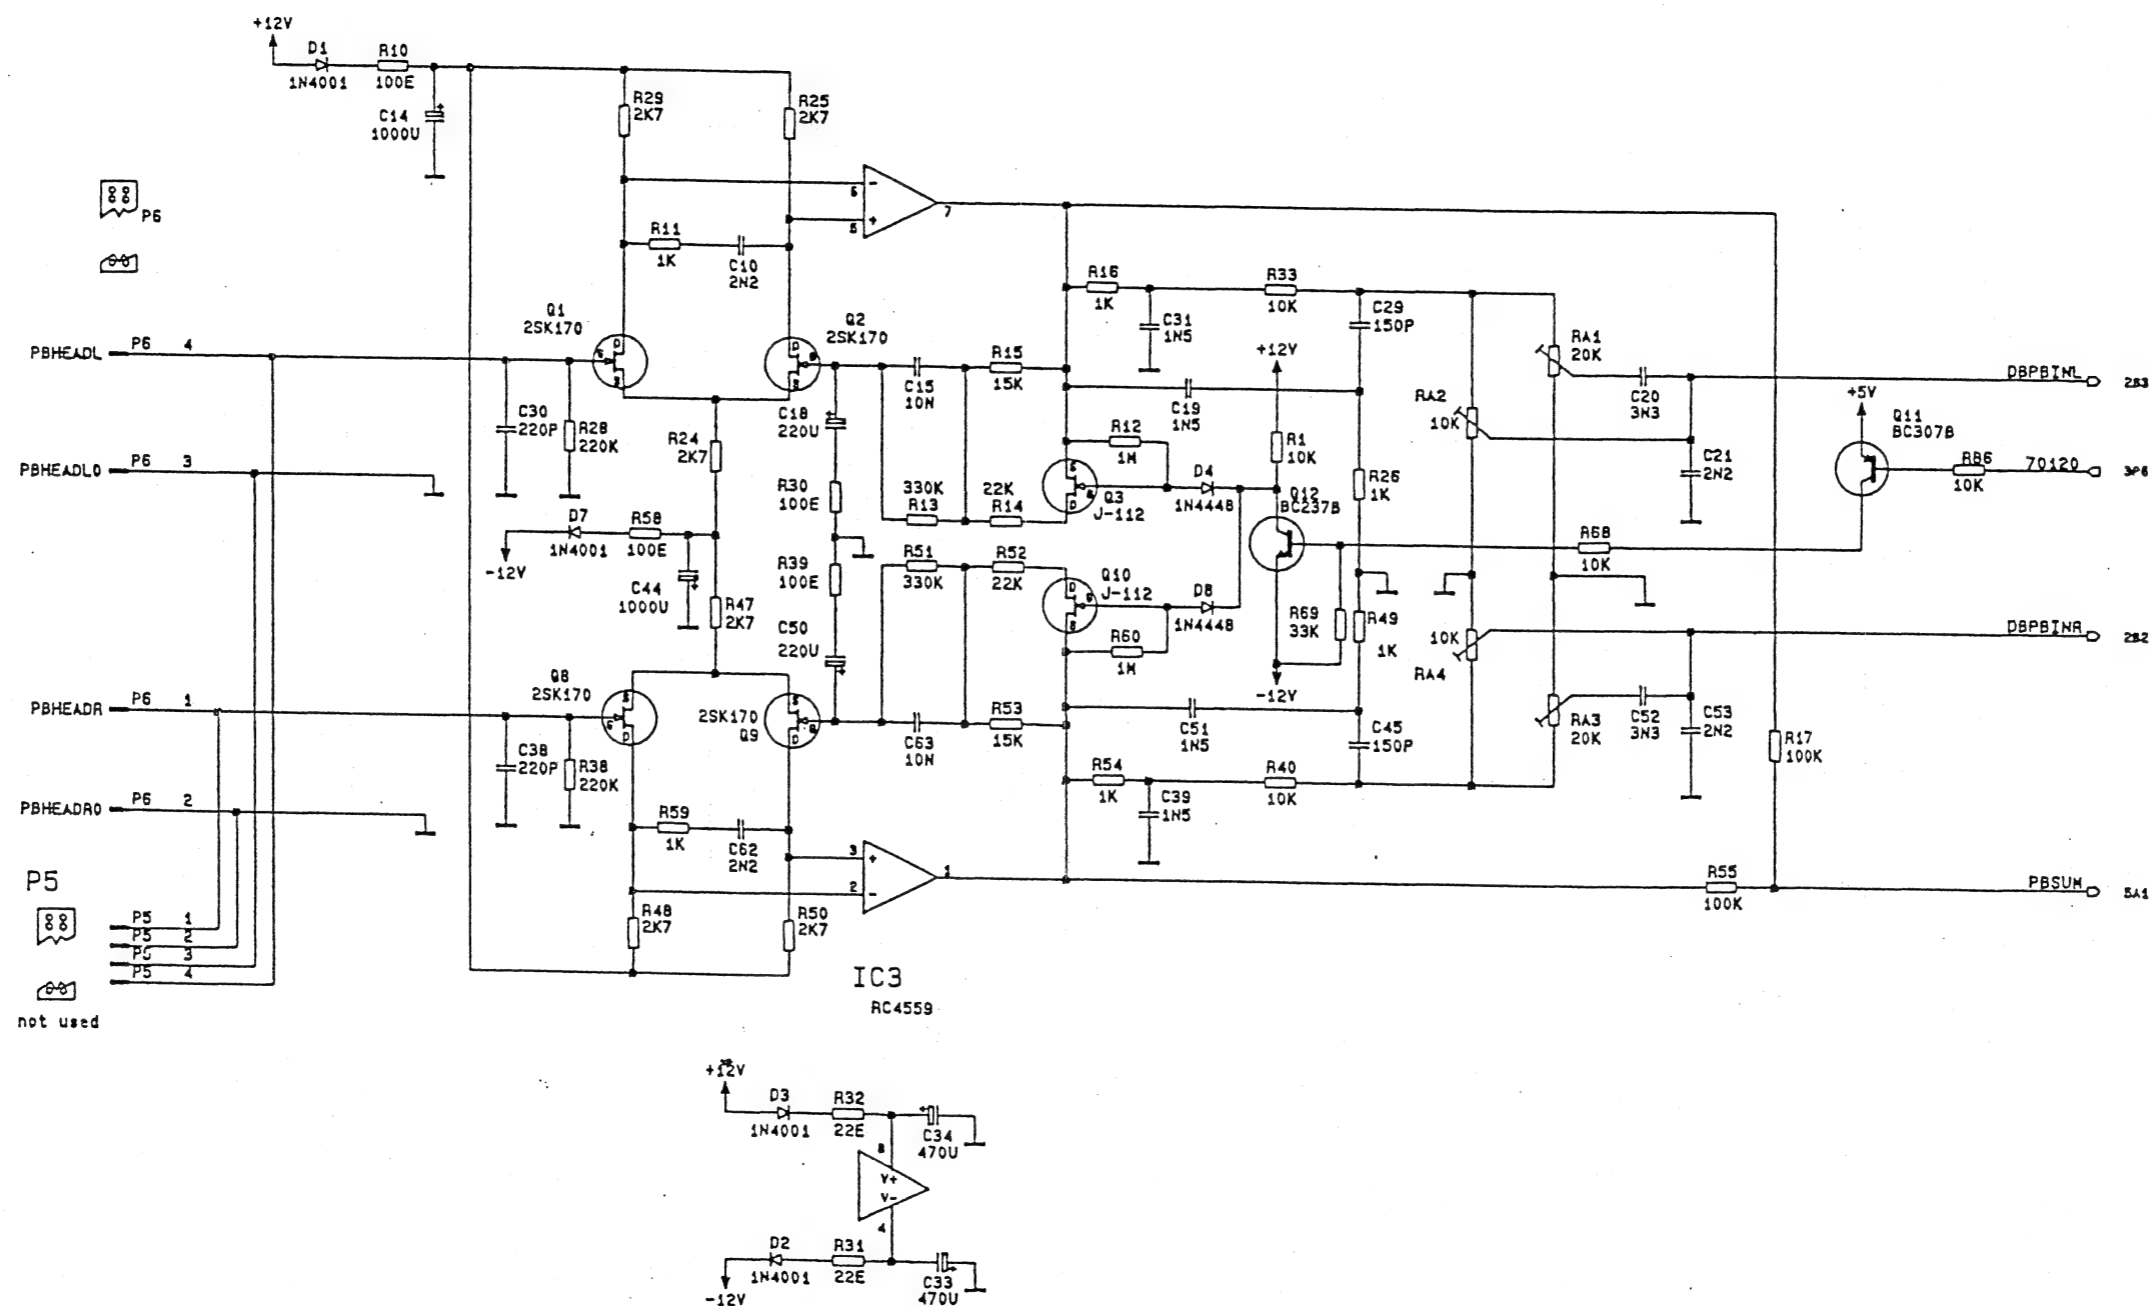 +12V
D1
1N4001
R10
100E
C14
1000U
R29
2K7
R25
2K7
P6
6
-
5
+
7
R11
1K
C10
2N2
Q1
2SK170
Q2
2SK170
D
G
S
D
S
PBHEADL P6 4
C30
220P
R28
220K
PBHEADLO P6 3
R24
2K7
C18
220U
R30
100E
C15
10N
R15
15K
330K
R13
22K
R14
R16
1K
C31
1N5
R33
10K
C29
150P
C19
1N5
+12V
R1
10K
R12
1M
S
D
Q3
J-112
D4
1N4448
Q12
BC237B
R26
1K
RA1
20K
RA2
10K
C20
3N3
C21
2N2
DBPBINL 2B3
+5V
Q11
BC307B
R86
10K
70120 3P6
R68
10K
D7
1N4001
R58
100E
-12V
C44
1000U
R47
2K7
R39
100E
C50
220U
R51
330K
R52
22K
D
G
S
Q10
J-112
D8
1N4448
R60
1M
R69
33K
R49
1K
-12V
10K
RA4
DBPBINR 2B2
RA3
20K
C52
3N3
C53
2N2
R17
100K
PBHEADR P6 1
Q8
2SK170
S
G
D
2SK170
Q9
S
D
C38
220P
R38
220K
C63
10N
R53
15K
C51
1N5
C45
150P
R54
1K
C39
1N5
R40
10K
PBHEADRO P6 2
R59
1K
C62
2N2
3
+
2
-
1
R48
2K7
R50
2K7
R55
100K
PBSUM 5A1
P5
P5 1
P5 2
P5 3
P5 4
not used
IC3
RC4559
+12V
D3
1N4001
R32
22E
C34
470U
8
V+
V-
4
D2
1N4001
R31
22E
C33
470U
-12V